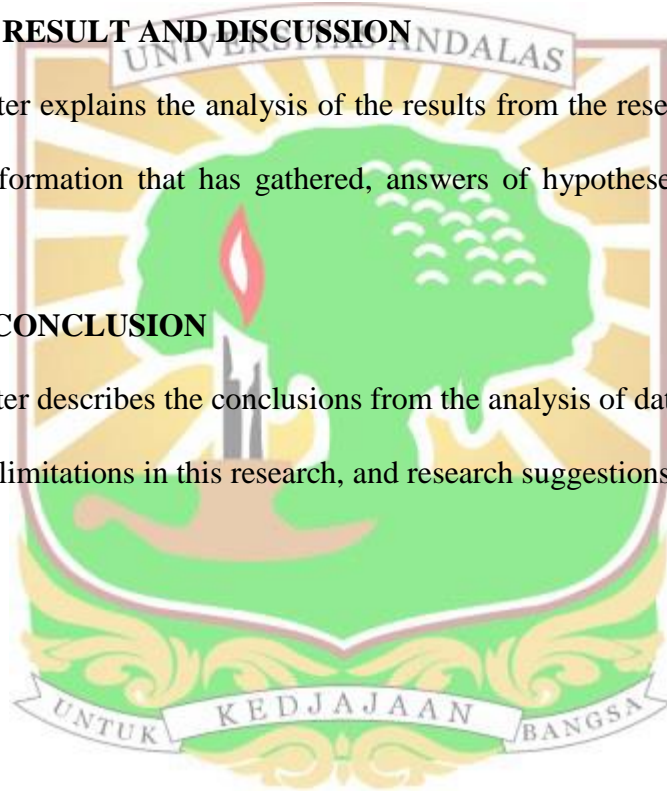 RESULT AND DISCUSSION
UNIVERSITAS ANDALAS
ter explains the analysis of the results from the rese
formation that has gathered, answers of hypothese
CONCLUSION
ter describes the conclusions from the analysis of dat
limitations in this research, and research suggestions
UNTUK KEDJAJAAN BANGSA